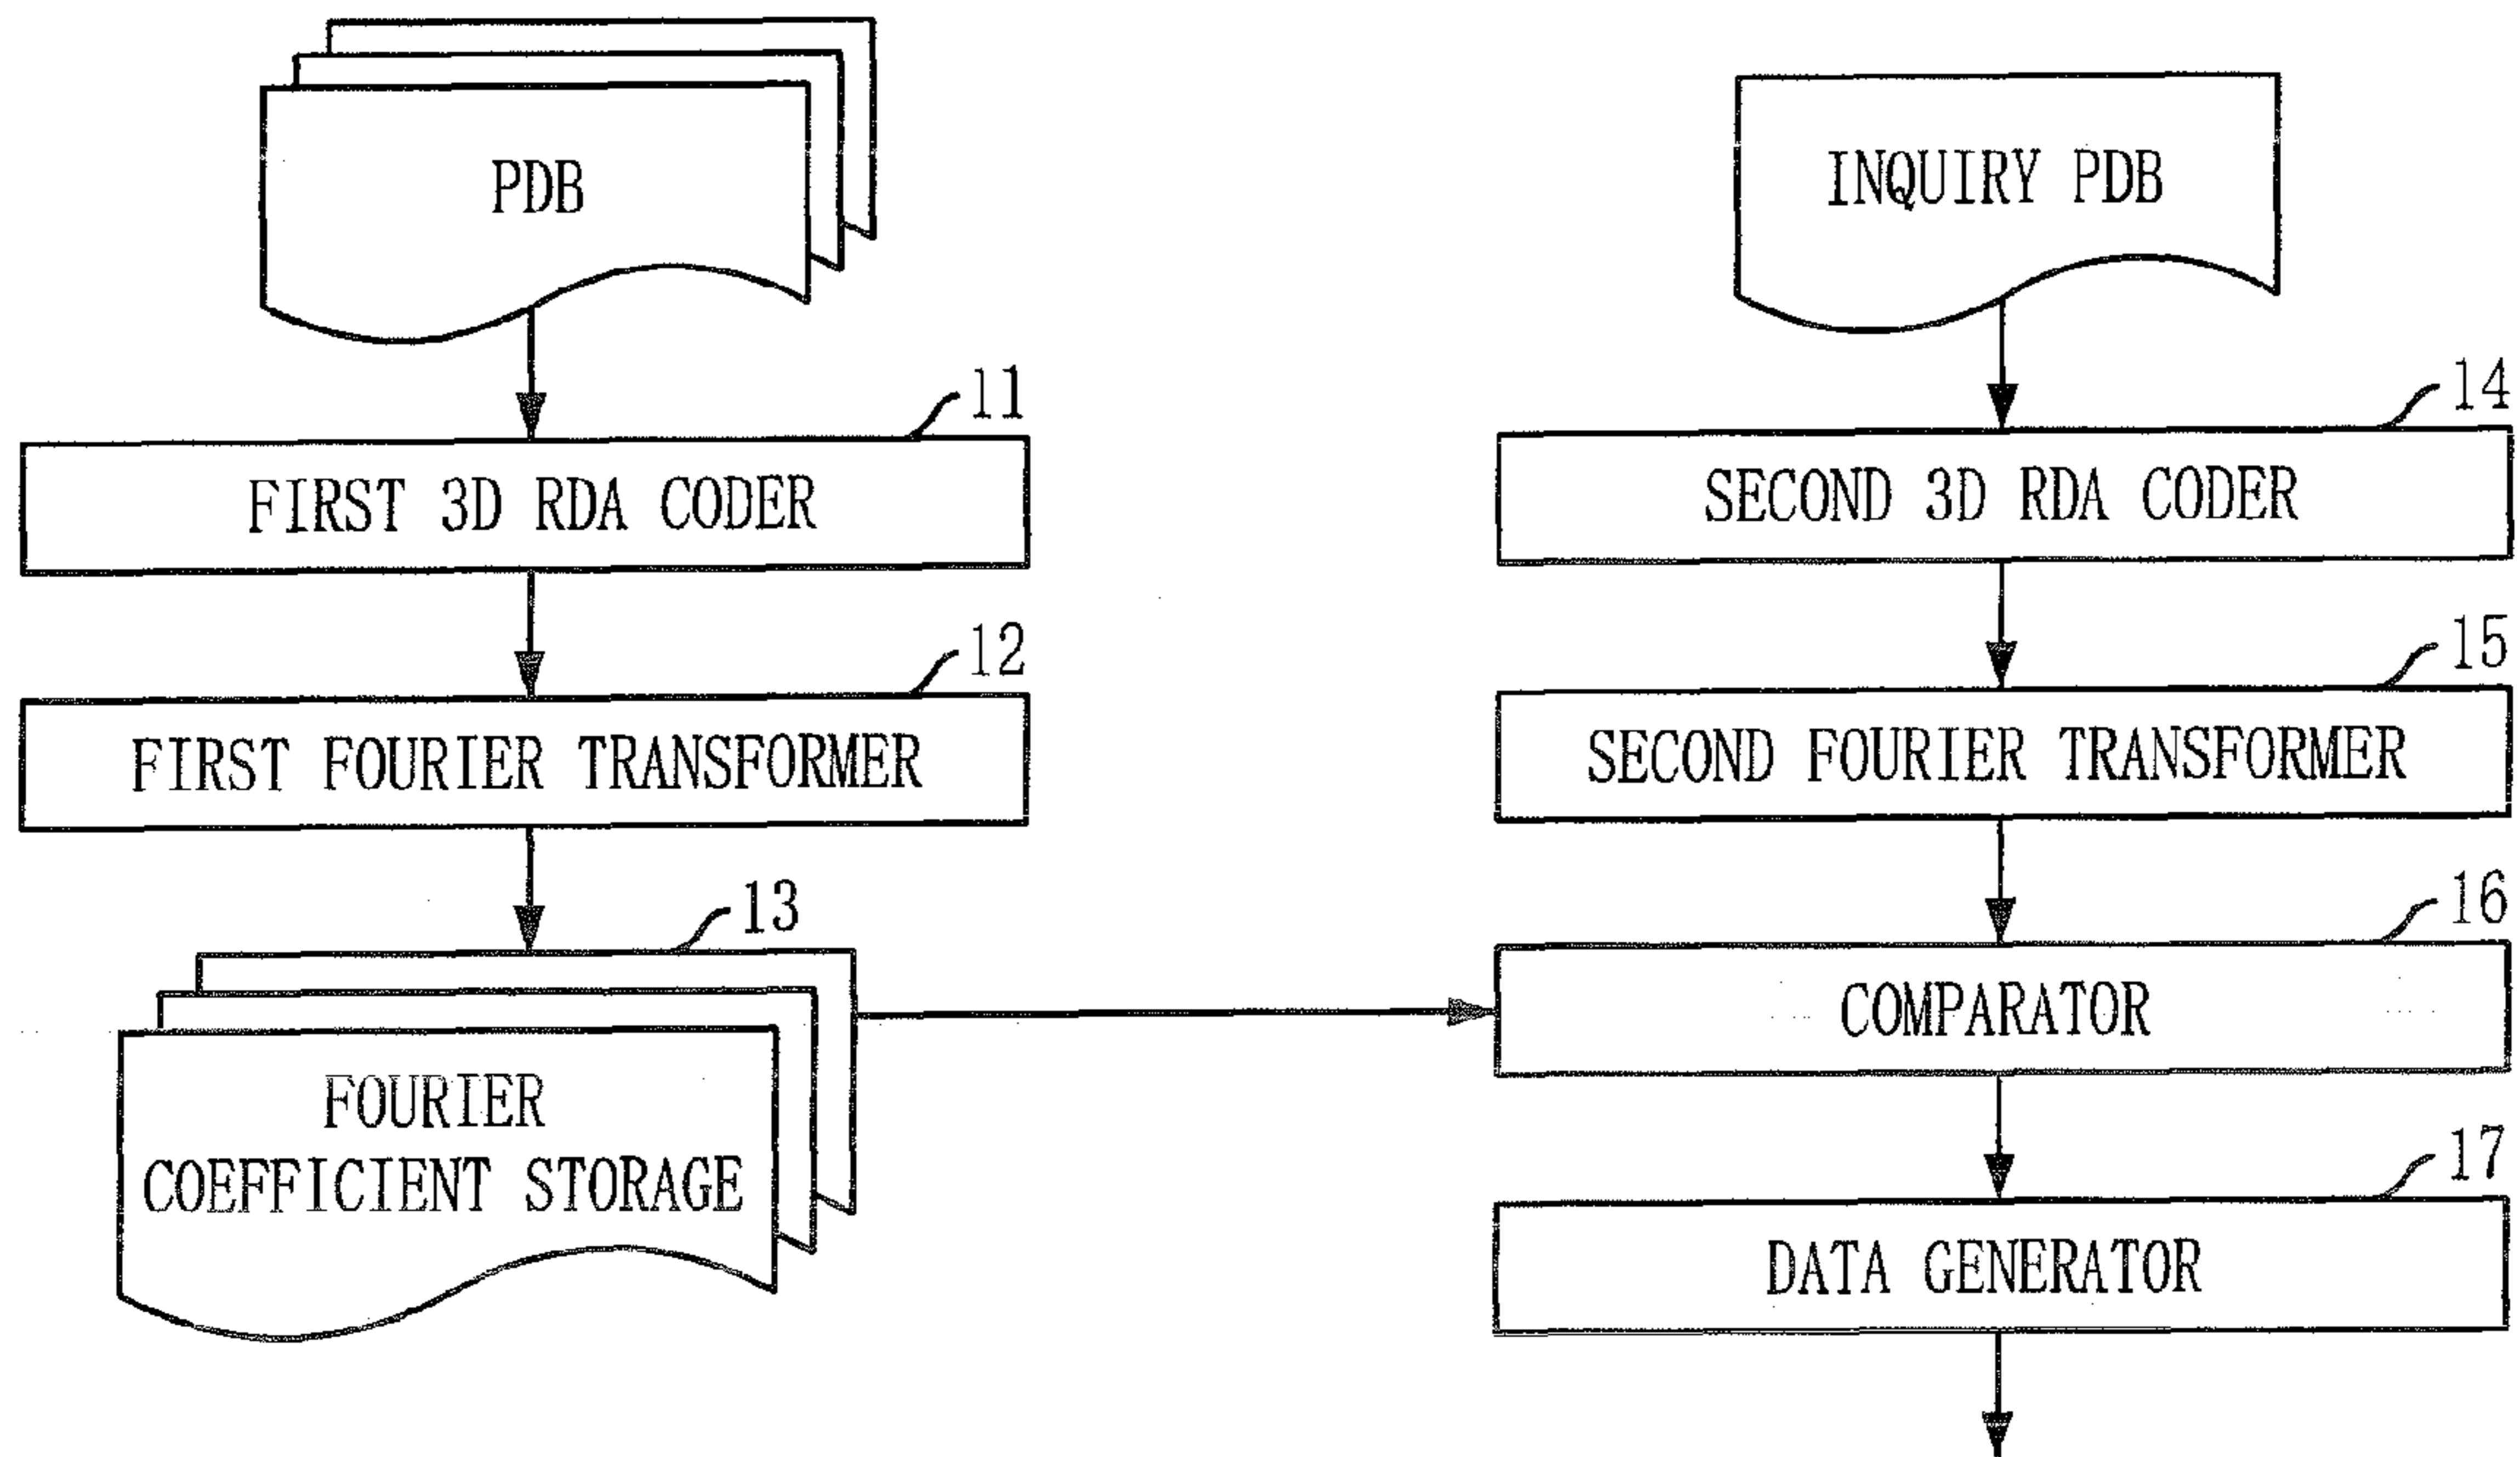 PDB
11
FIRST 3D RDA CODER
12
FIRST FOURIER TRANSFORMER
13
FOURIER
COEFFICIENT STORAGE
INQUIRY PDB
14
SECOND 3D RDA CODER
15
SECOND FOURIER TRANSFORMER
16
COMPARATOR
17
DATA GENERATOR